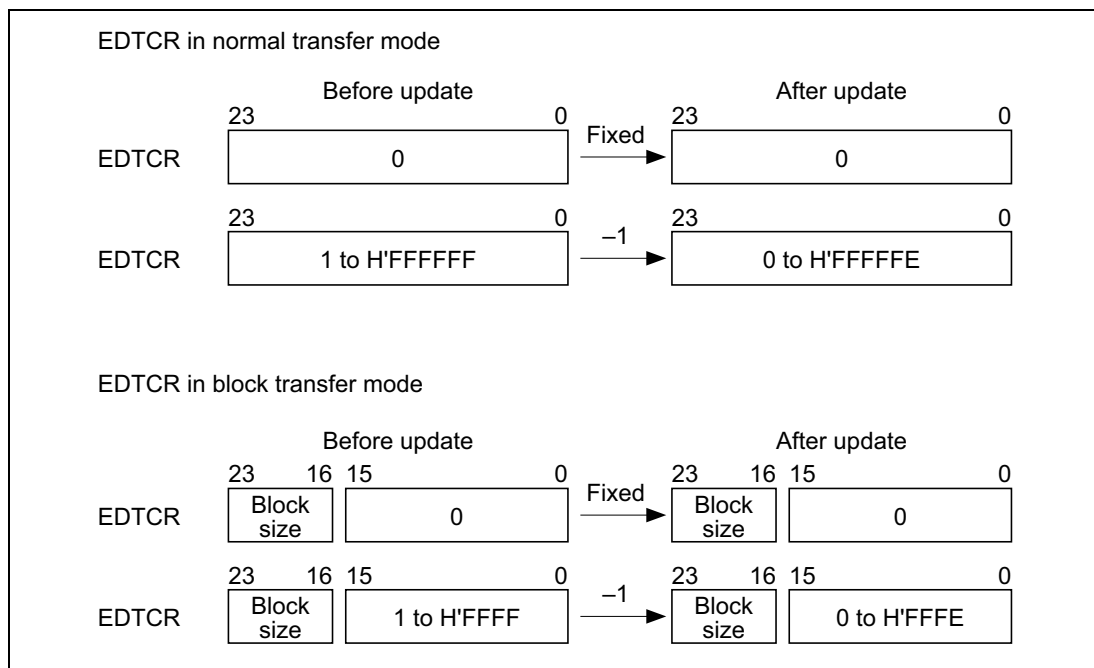 EDTCR in normal transfer mode
Before update After update
23 0 Fixed 23 0
EDTCR 0 0
23 0 –1 23 0
EDTCR 1 to H'FFFFFF 0 to H'FFFFFE
EDTCR in block transfer mode
Before update After update
23 16 15 0 Fixed 23 16 15 0
EDTCR Block size 0 Block size 0
23 16 15 0 –1 23 16 15 0
EDTCR Block size 1 to H'FFFF Block size 0 to H'FFFE